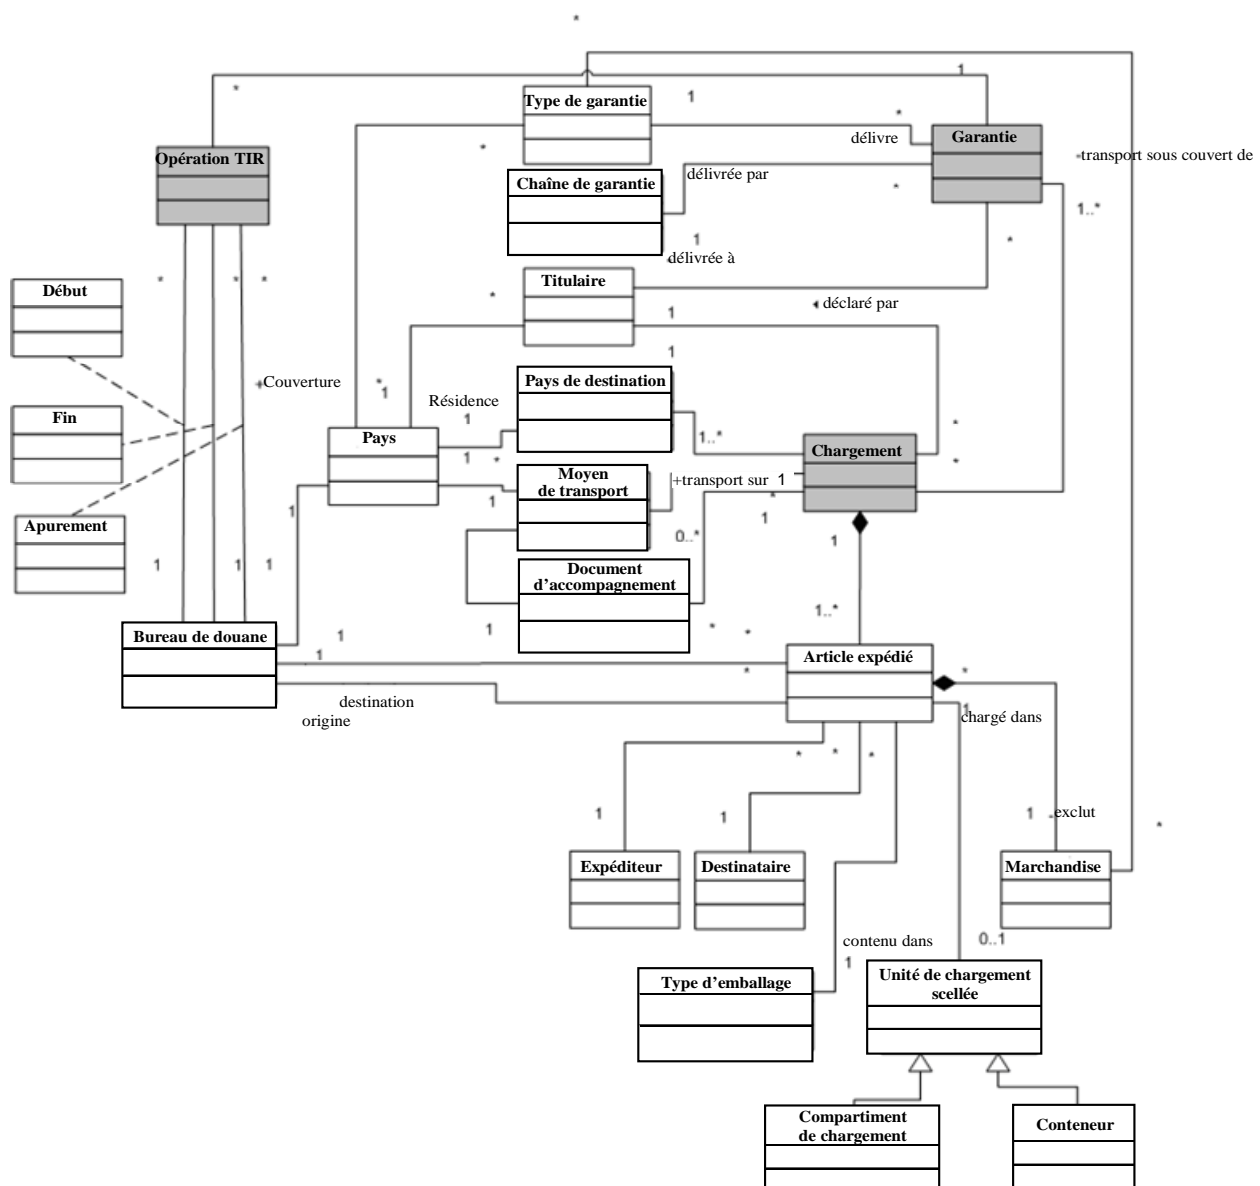 *
1
*
Type de garantie
1
*
délivre
Garantie
*
Opération TIR
-transport sous couvert de
Chaîne de garantie
délivrée par
*
1..*
1
*
délivrée à
Début
*
*
*
Titulaire
*
déclaré par
1
1
+Couverture
*
1
Pays de destination
Résidence
1
Fin
Pays
1..*
*
Chargement
1
*
*
Moyen
de transport
+transport sur
1
1
1
*
1
Apurement
0..*
1
1
1
1
Document
d'accompagnement
1..*
Bureau de douane
1
1
1
*
*
Article expédié
*
*
destination
origine
1
chargé dans
*
*
*
1
1
1
exclut
*
Expéditeur
Destinataire
Marchandise
contenu dans
1
0..1
Type d'emballage
Unité de chargement
scellée
Compartiment
de chargement
Conteneur